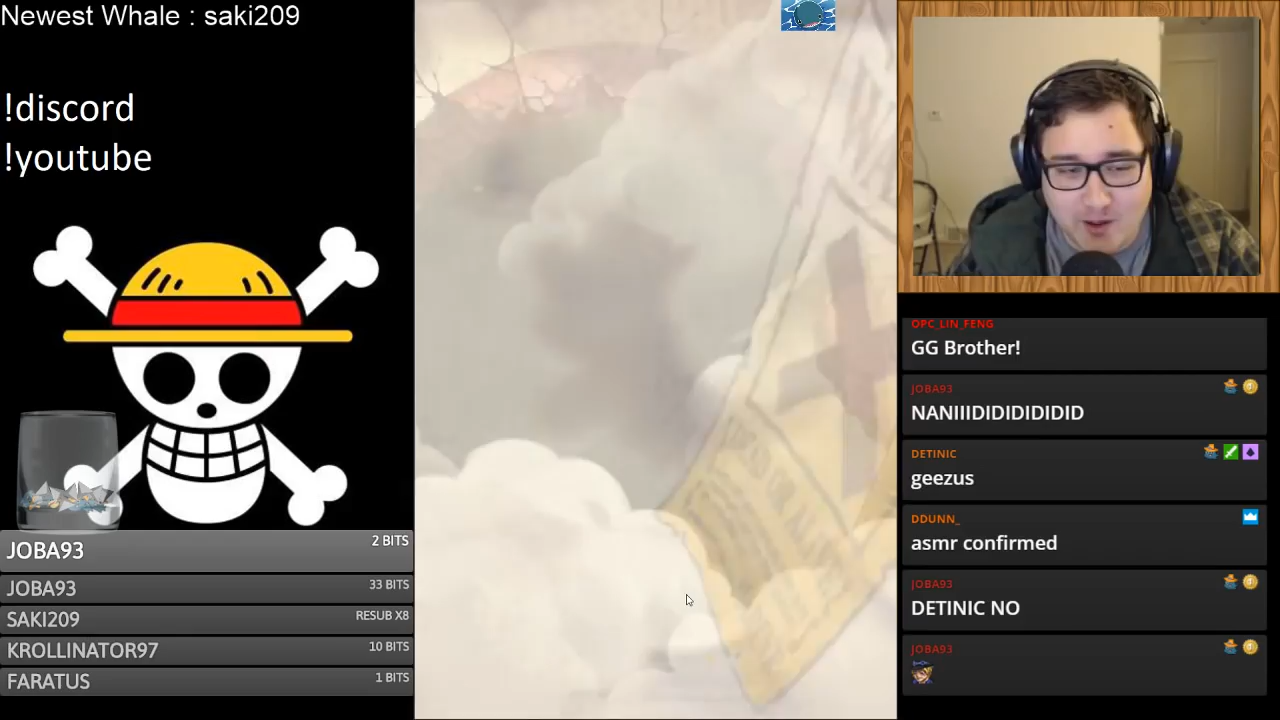 Newest Whale : saki209
!discord
!youtube
JOBA93 2 BITS
JOBA93 33 BITS
SAKI209 RESUB X8
KROLLINATOR97 10 BITS
FARATUS 1 BITS
OPC_LIN_FENG
GG Brother!
JOBA93
NANIIIDIDIDIDIDID
DETINIC
geezus
DDUNN_
asmr confirmed
JOBA93
DETINIC NO
JOBA93